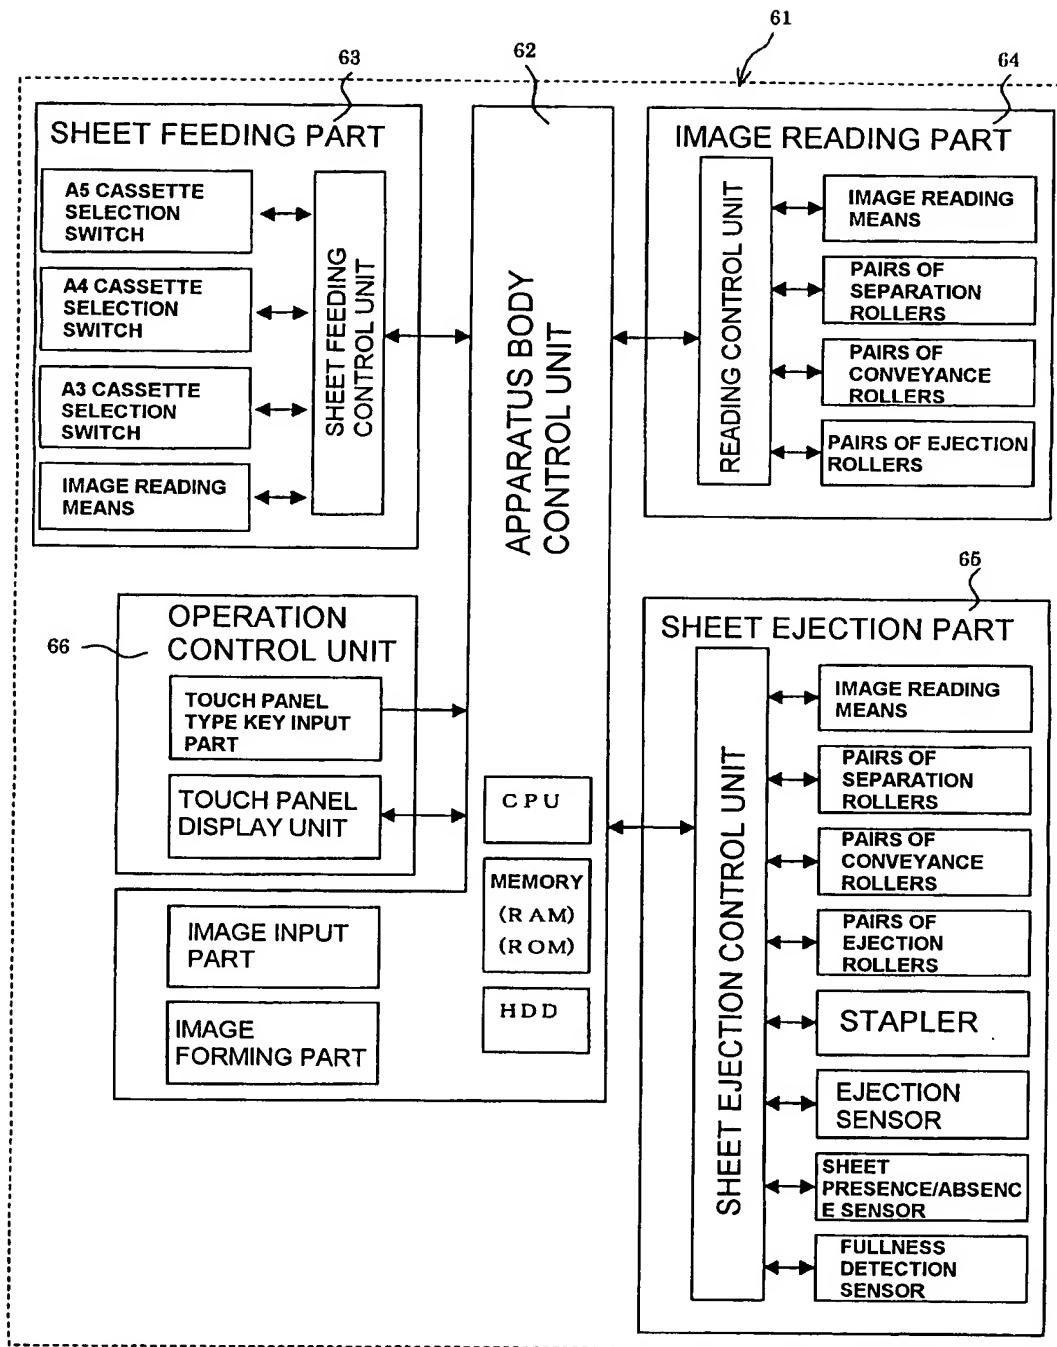 61
63
62
64
SHEET FEEDING PART
A5 CASSETTE
SELECTION
SWITCH
A4 CASSETTE
SELECTION
SWITCH
A3 CASSETTE
SELECTION
SWITCH
IMAGE READING
MEANS
SHEET FEEDING
CONTROL UNIT
APPARATUS BODY
CONTROL UNIT
IMAGE READING PART
READING CONTROL UNIT
IMAGE READING
MEANS
PAIRS OF
SEPARATION
ROLLERS
PAIRS OF
CONVEYANCE
ROLLERS
PAIRS OF EJECTION
ROLLERS
66
OPERATION
CONTROL UNIT
TOUCH PANEL
TYPE KEY INPUT
PART
TOUCH PANEL
DISPLAY UNIT
IMAGE INPUT
PART
IMAGE
FORMING PART
CPU
MEMORY
(RAM)
(ROM)
HDD
65
SHEET EJECTION PART
SHEET EJECTION CONTROL UNIT
IMAGE READING
MEANS
PAIRS OF
SEPARATION
ROLLERS
PAIRS OF
CONVEYANCE
ROLLERS
PAIRS OF
EJECTION
ROLLERS
STAPLER
EJECTION
SENSOR
SHEET
PRESENCE/ABSENC
E SENSOR
FULLNESS
DETECTION
SENSOR